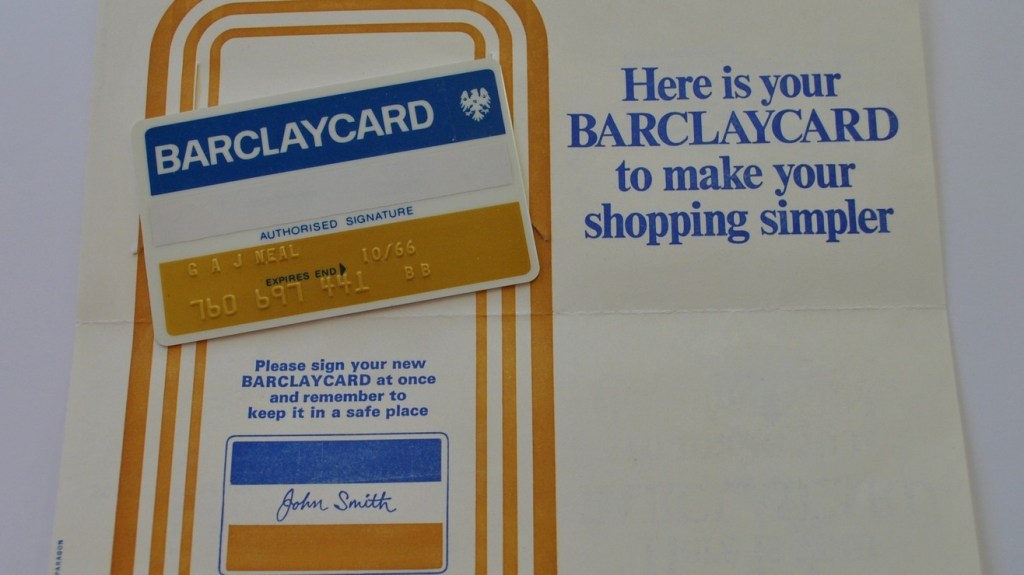 BARCLAYCARD
AUTHORISED SIGNATURE
G A J NEAL 10/66
EXPIRES END
760 697 441 BB
Here is your
BARCLAYCARD
to make your
shopping simpler
Please sign your new
BARCLAYCARD at once
and remember to
keep it in a safe place
John Smith
PARAGON